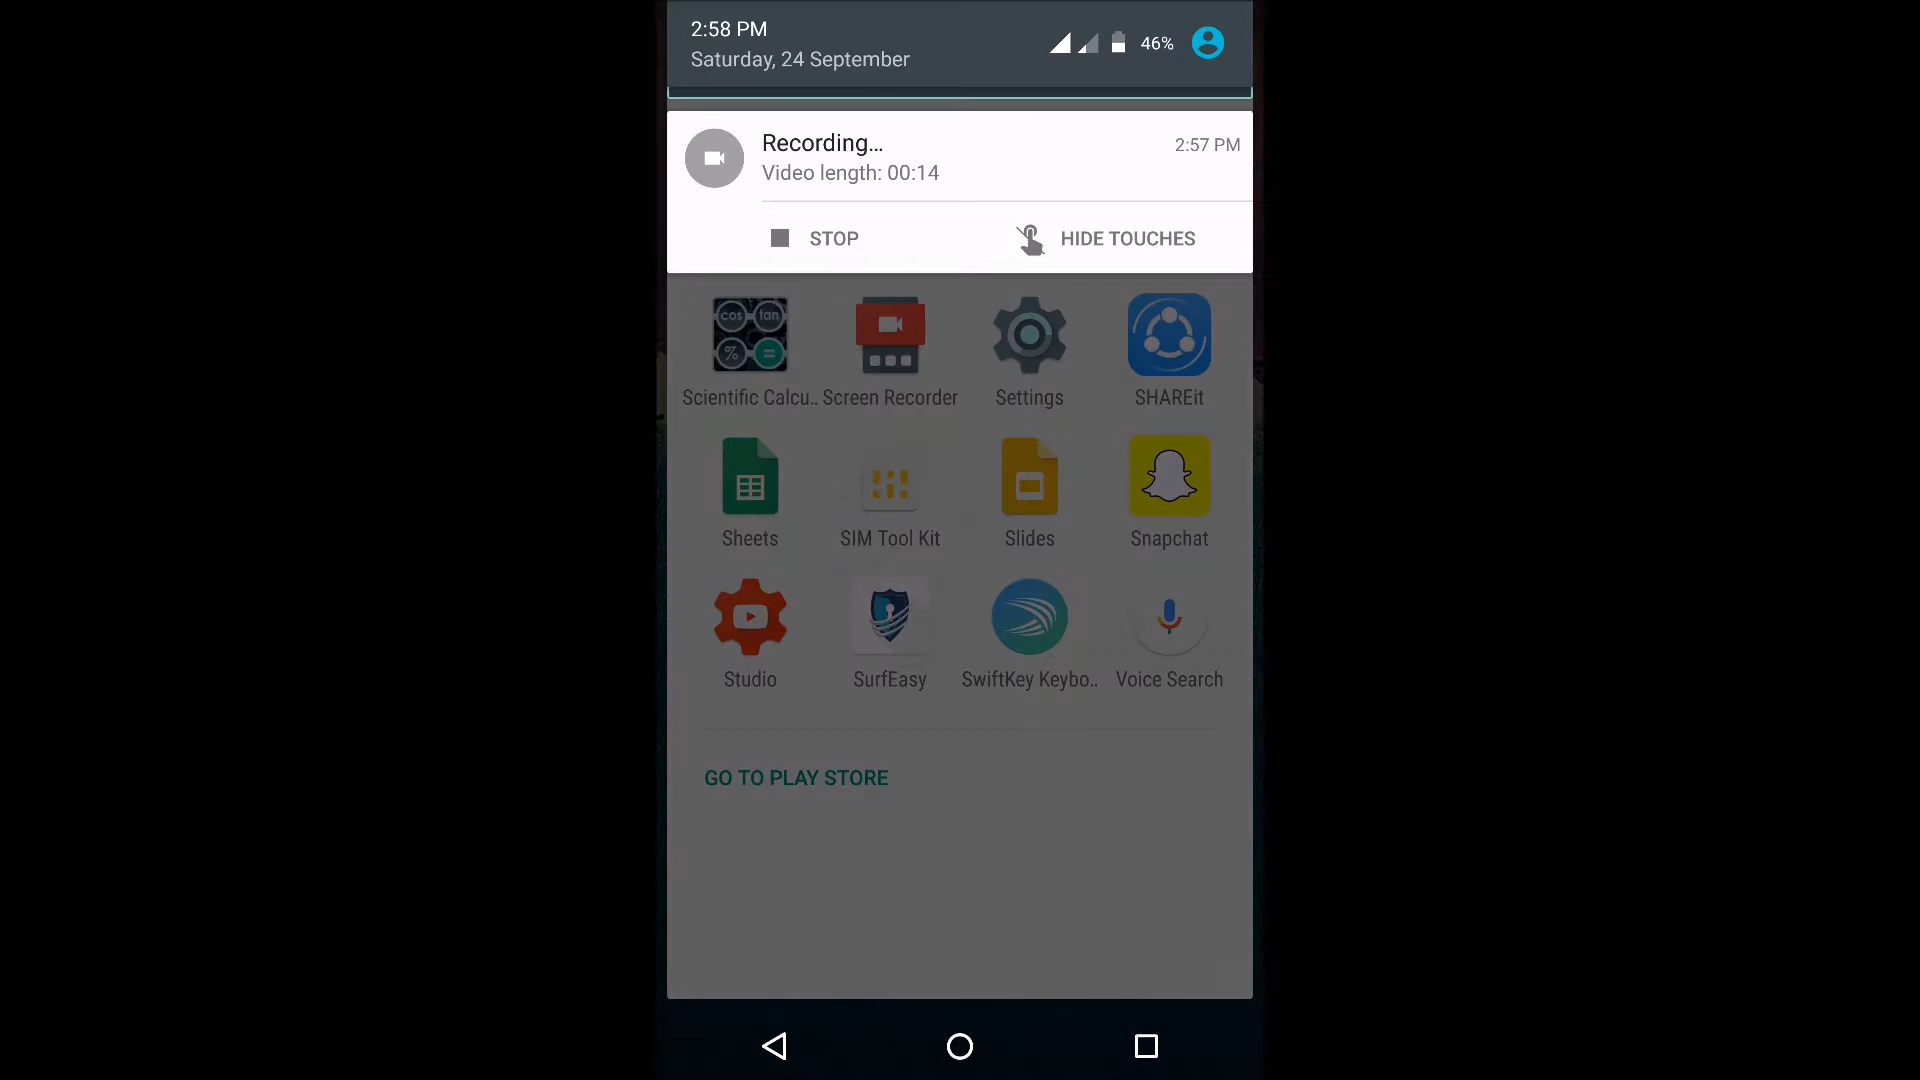 2:58 PM
Saturday, 24 September
46%
Recording...
2:57 PM
Video length: 00:14
STOP
HIDE TOUCHES
cos tan
% =
Scientific Calcu.. Screen Recorder Settings SHAREit
Sheets SIM Tool Kit Slides Snapchat
Studio SurfEasy SwiftKey Keybo.. Voice Search
GO TO PLAY STORE